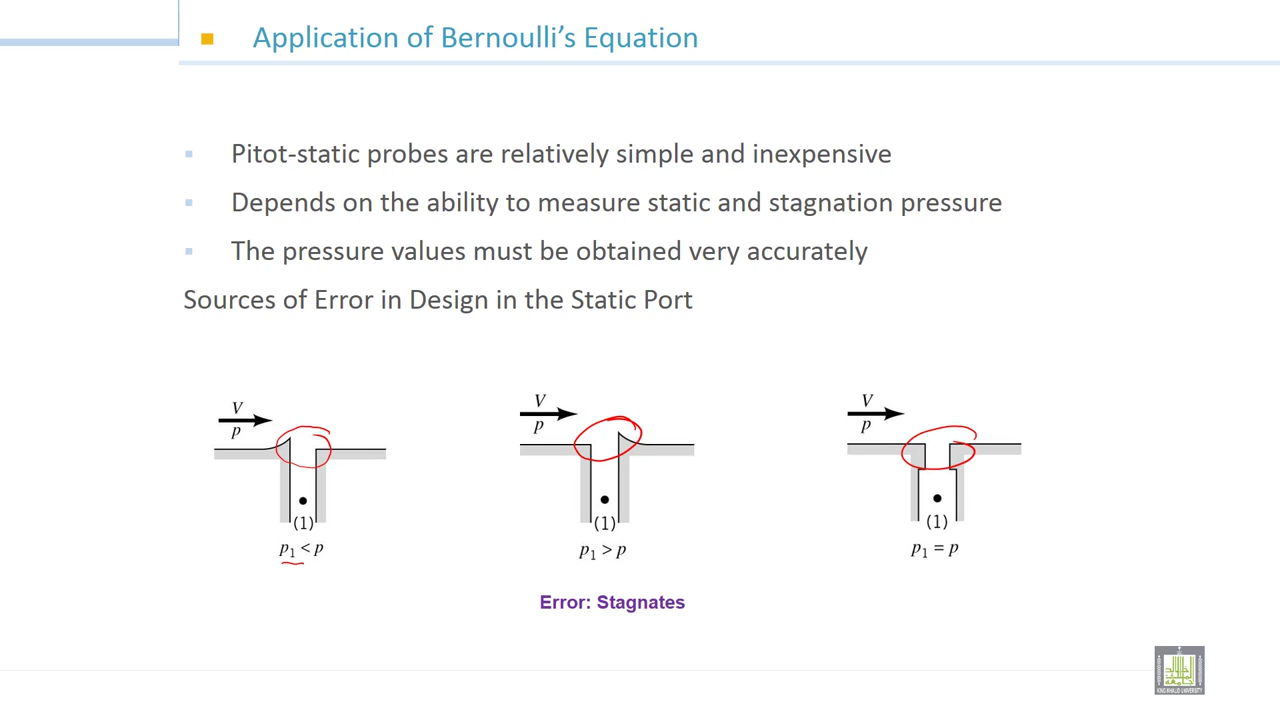 Application of Bernoulli's Equation
Pitot-static probes are relatively simple and inexpensive
Depends on the ability to measure static and stagnation pressure
The pressure values must be obtained very accurately
Sources of Error in Design in the Static Port
V
p
(1)
p₁ < p
V
p
(1)
p₁ > p
V
p
(1)
p₁ = p
Error: Stagnates
KING KHALID UNIVERSITY